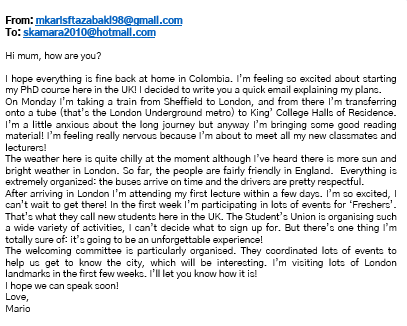 From: mkarlsftazabakl98@gmail.com
To: skamara2010@hotmail.com
Hi mum, how are you?
I hope everything is fine back at home in Colombia. I'm feeling so excited about starting
my PhD course here in the UK! I decided to write you a quick email explaining my plans.
On Monday I'm taking a train from Sheffield to London, and from there I'm transferring
onto a tube (that's the London Underground metro) to King' College Halls of Residence.
I'm a little anxious about the long journey but anyway I'm bringing some good reading
material! I'm feeling really nervous because I'm about to meet all my new classmates and
lecturers!
The weather here is quite chilly at the moment although I've heard there is more sun and
bright weather in London. So far, the people are fairly friendly in England. Everything is
extremely organized: the buses arrive on time and the drivers are pretty respectful.
After arriving in London I'm attending my first lecture within a few days. I'm so excited, I
can't wait to get there! In the first week I'm participating in lots of events for 'Freshers'.
That's what they call new students here in the UK. The Student's Union is organising such
a wide variety of activities, I can't decide what to sign up for. But there's one thing I'm
totally sure of: it's going to be an unforgettable experience!
The welcoming committee is particularly organised. They coordinated lots of events to
help us get to know the city, which will be interesting. I'm visiting lots of London
landmarks in the first few weeks. I'll let you know how it is!
I hope we can speak soon!
Love,
Mario